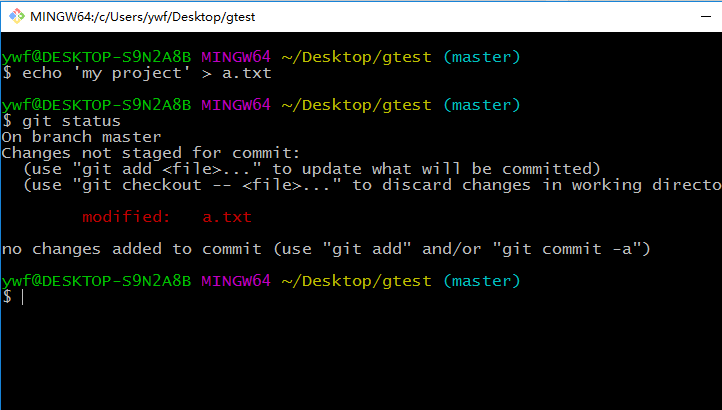 MINGW64:/c/Users/ywf/Desktop/gtest
ywf@DESKTOP-S9N2A8B MINGW64 ~/Desktop/gtest (master)
$ echo 'my project' > a.txt
ywf@DESKTOP-S9N2A8B MINGW64 ~/Desktop/gtest (master)
$ git status
On branch master
Changes not staged for commit:
  (use "git add <file>..." to update what will be committed)
  (use "git checkout -- <file>..." to discard changes in working directo
        modified:   a.txt
no changes added to commit (use "git add" and/or "git commit -a")
ywf@DESKTOP-S9N2A8B MINGW64 ~/Desktop/gtest (master)
$